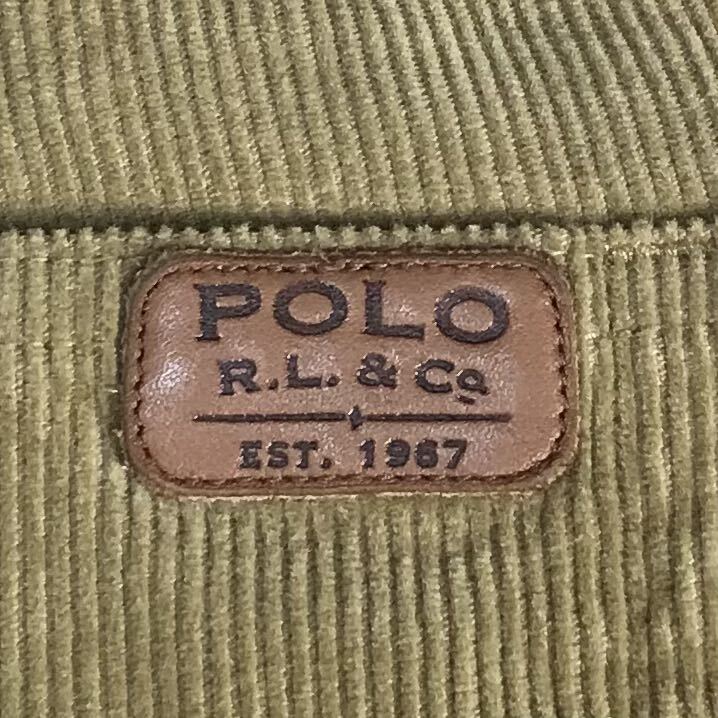 POLO
R.L. & Co
EST. 1967